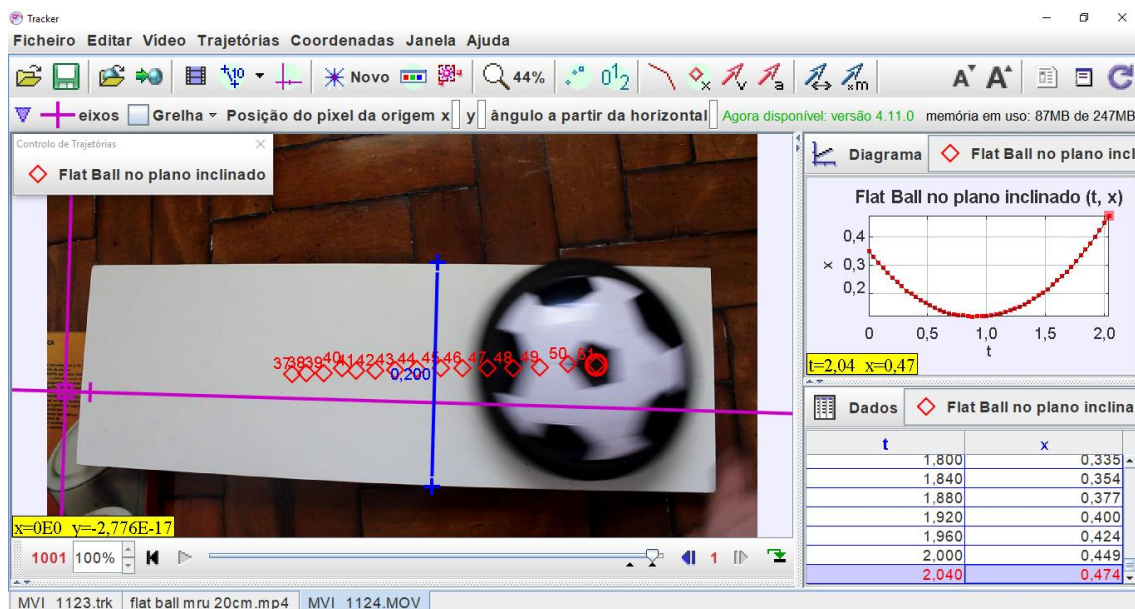 Tracker
Ficheiro Editar Vídeo Trajetórias Coordenadas Janela Ajuda
+10 Novo 44% 0¹2 x v a xm A A C
eixos Grelha Posição do píxel da origem x y ângulo a partir da horizontal Agora disponível: versão 4.11.0 memória em uso: 87MB de 247MB
Controlo de Trajetórias
Flat Ball no plano inclinado
37 38 39 40 41 42 43 44 45 46 47 48 49 50 51
0,200
x=0E0 y=-2,776E-17
1001 100% 1
MVI_1123.trk flat ball mru 20cm.mp4 MVI_1124.MOV
Diagrama Flat Ball no plano incl
Flat Ball no plano inclinado (t, x)
0,4
x 0,3
0,2
0 0,5 1,0 1,5 2,0
t
t=2,04 x=0,47
Dados Flat Ball no plano inclina
t x
1,800 0,335
1,840 0,354
1,880 0,377
1,920 0,400
1,960 0,424
2,000 0,449
2,040 0,474